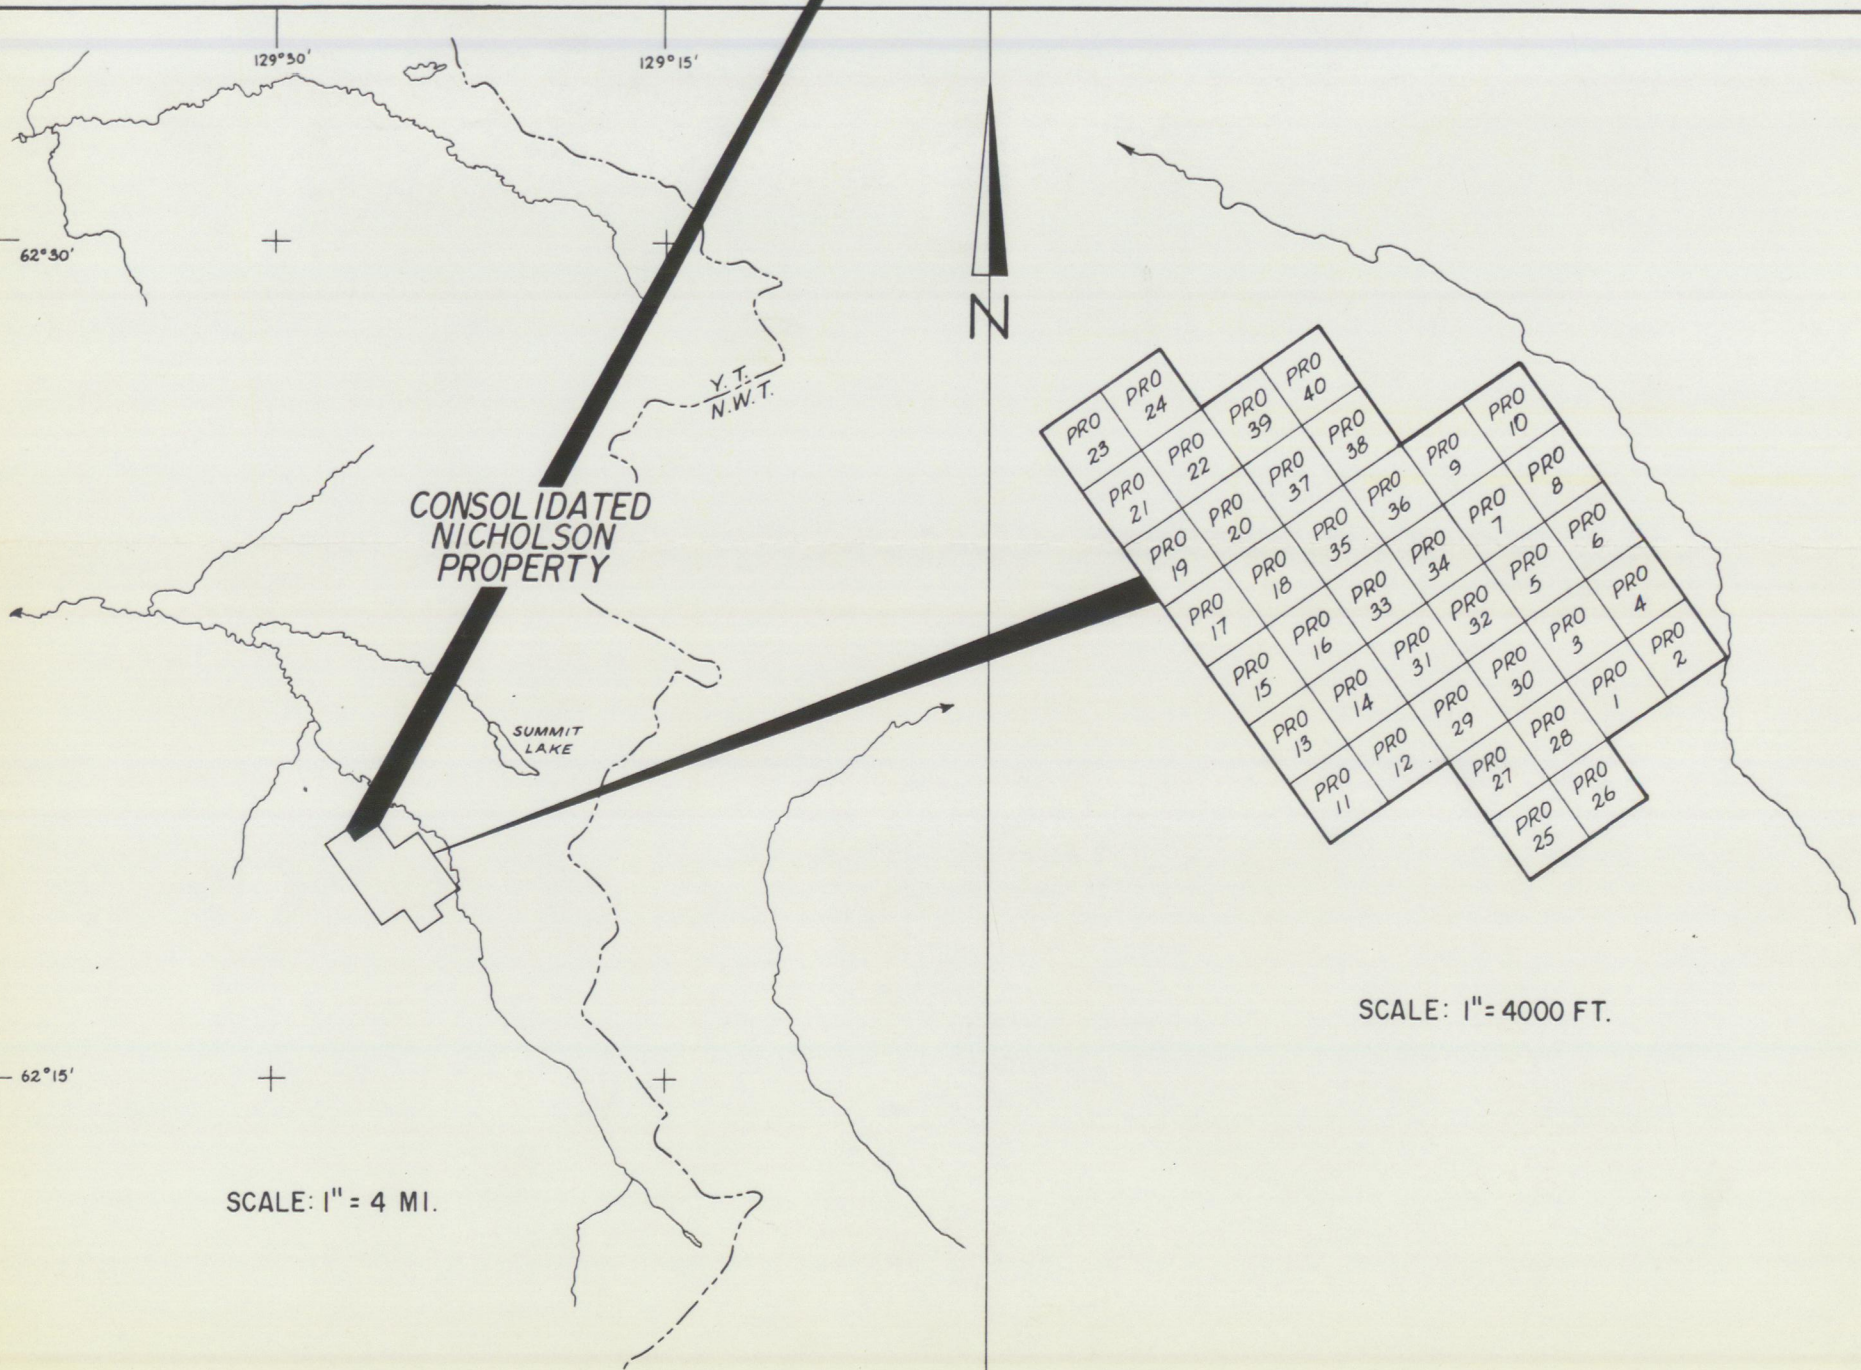 129°30'
129°15'
62°30'
Y.T.
N.W.T.
CONSOLIDATED
NICHOLSON
PROPERTY
SUMMIT
LAKE
62°15'
SCALE: 1" = 4 MI.
N
PRO
24
PRO
23
PRO
40
PRO
39
PRO
22
PRO
21
PRO
38
PRO
37
PRO
20
PRO
19
PRO
10
PRO
9
PRO
36
PRO
35
PRO
18
PRO
17
PRO
8
PRO
7
PRO
34
PRO
33
PRO
16
PRO
15
PRO
6
PRO
5
PRO
32
PRO
31
PRO
14
PRO
13
PRO
4
PRO
3
PRO
30
PRO
29
PRO
12
PRO
11
PRO
2
PRO
1
PRO
28
PRO
27
PRO
26
PRO
25
SCALE: 1" = 4000 FT.